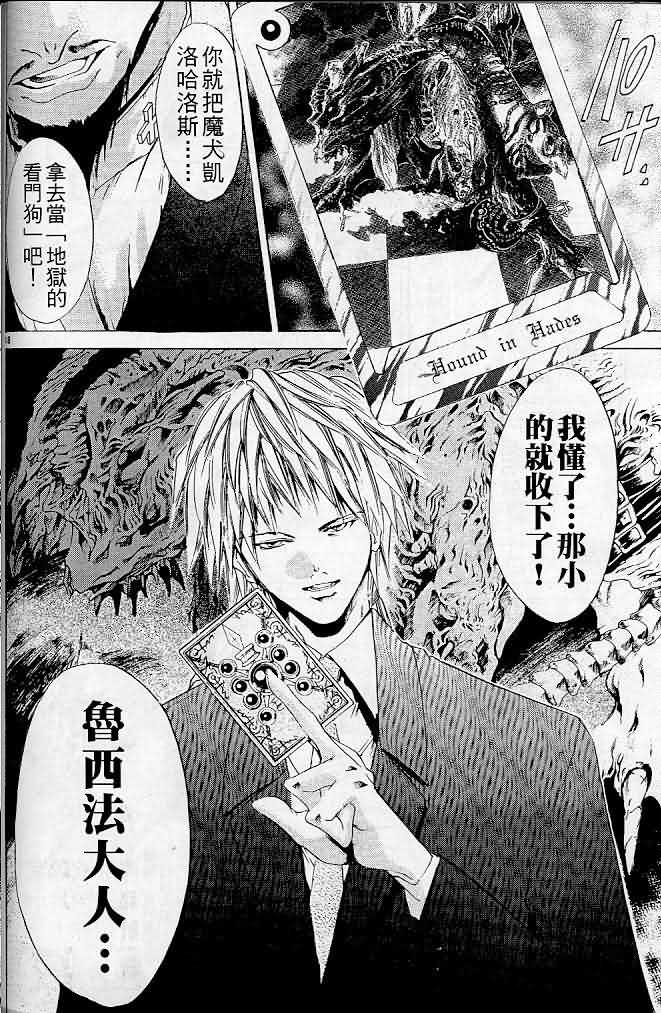 你就把魔犬凱
洛哈洛斯……
拿去當「地獄的
看門狗」吧！
Hound in Hades
我懂了…那小
的就收下了！
魯西法大人…